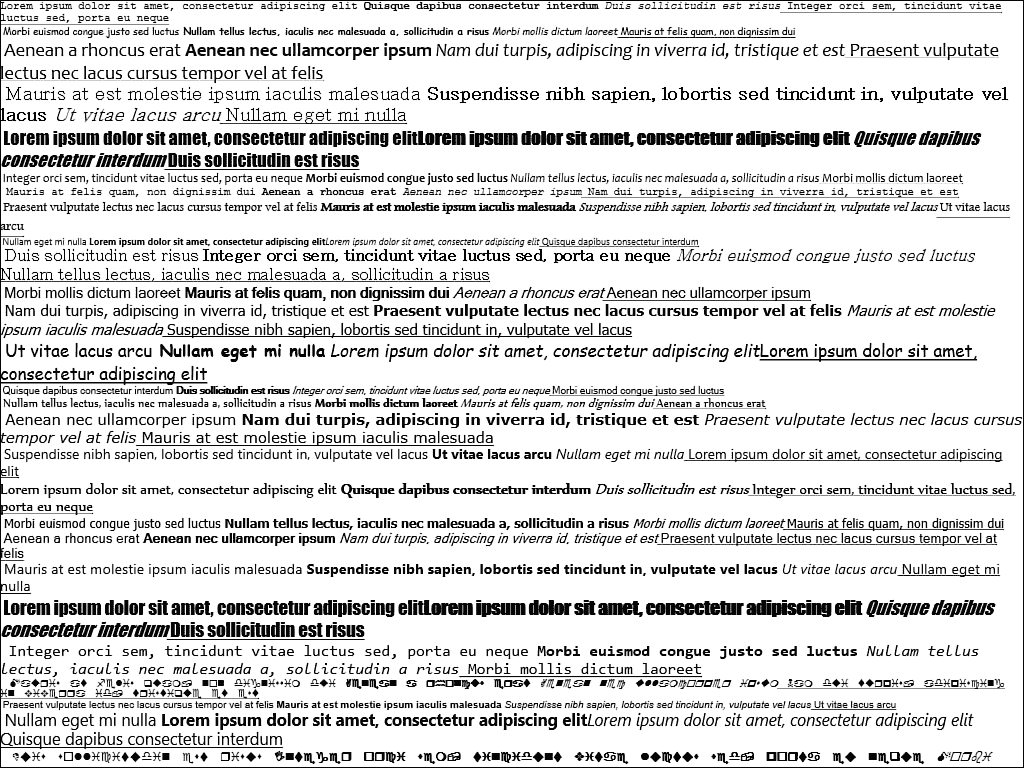 Lorem ipsum dolor sit amet, consectetur adipiscing elit Quisque dapibus consectetur interdum Duis sollicitudin est risus Integer orci sem, tincidunt vitae
luctus sed, porta eu neque
Morbi euismod congue justo sed luctus Nullam tellus lectus, iaculis nec malesuada a, sollicitudin a risus Morbi mollis dictum laoreet Mauris at felis quam, non dignissim dui
Aenean a rhoncus erat Aenean nec ullamcorper ipsum Nam dui turpis, adipiscing in viverra id, tristique et est Praesent vulputate
lectus nec lacus cursus tempor vel at felis
Mauris at est molestie ipsum iaculis malesuada Suspendisse nibh sapien, lobortis sed tincidunt in, vulputate vel
lacus Ut vitae lacus arcu Nullam eget mi nulla
Lorem ipsum dolor sit amet, consectetur adipiscing elitLorem ipsum dolor sit amet, consectetur adipiscing elit Quisque dapibus
consectetur interdumDuis sollicitudin est risus
Integer orci sem, tincidunt vitae luctus sed, porta eu neque Morbi euismod congue justo sed luctus Nullam tellus lectus, iaculis nec malesuada a, sollicitudin a risus Morbi mollis dictum laoreet
Mauris at felis quam, non dignissim dui Aenean a rhoncus erat Aenean nec ullamcorper ipsum Nam dui turpis, adipiscing in viverra id, tristique et est
Praesent vulputate lectus nec lacus cursus tempor vel at felis Mauris at est molestie ipsum iaculis malesuada Suspendisse nibh sapien, lobortis sed tincidunt in, vulputate vel lacus Ut vitae lacus
arcu
Nullam eget mi nulla Lorem ipsum dolor sit amet, consectetur adipiscing elitLorem ipsum dolor sit amet, consectetur adipiscing elit Quisque dapibus consectetur interdum
Duis sollicitudin est risus Integer orci sem, tincidunt vitae luctus sed, porta eu neque Morbi euismod congue justo sed luctus
Nullam tellus lectus, iaculis nec malesuada a, sollicitudin a risus
Morbi mollis dictum laoreet Mauris at felis quam, non dignissim dui Aenean a rhoncus erat Aenean nec ullamcorper ipsum
Nam dui turpis, adipiscing in viverra id, tristique et est Praesent vulputate lectus nec lacus cursus tempor vel at felis Mauris at est molestie
ipsum iaculis malesuada Suspendisse nibh sapien, lobortis sed tincidunt in, vulputate vel lacus
Ut vitae lacus arcu Nullam eget mi nulla Lorem ipsum dolor sit amet, consectetur adipiscing elitLorem ipsum dolor sit amet,
consectetur adipiscing elit
Quisque dapibus consectetur interdum Duis sollicitudin est risus Integer orci sem, tincidunt vitae luctus sed, porta eu neque Morbi euismod congue justo sed luctus
Nullam tellus lectus, iaculis nec malesuada a, sollicitudin a risus Morbi mollis dictum laoreet Mauris at felis quam, non dignissim dui Aenean a rhoncus erat
Aenean nec ullamcorper ipsum Nam dui turpis, adipiscing in viverra id, tristique et est Praesent vulputate lectus nec lacus cursus
tempor vel at felis Mauris at est molestie ipsum iaculis malesuada
Suspendisse nibh sapien, lobortis sed tincidunt in, vulputate vel lacus Ut vitae lacus arcu Nullam eget mi nulla Lorem ipsum dolor sit amet, consectetur adipiscing
elit
Lorem ipsum dolor sit amet, consectetur adipiscing elit Quisque dapibus consectetur interdum Duis sollicitudin est risus Integer orci sem, tincidunt vitae luctus sed,
porta eu neque
Morbi euismod congue justo sed luctus Nullam tellus lectus, iaculis nec malesuada a, sollicitudin a risus Morbi mollis dictum laoreet Mauris at felis quam, non dignissim dui
Aenean a rhoncus erat Aenean nec ullamcorper ipsum Nam dui turpis, adipiscing in viverra id, tristique et est Praesent vulputate lectus nec lacus cursus tempor vel at
felis
Mauris at est molestie ipsum iaculis malesuada Suspendisse nibh sapien, lobortis sed tincidunt in, vulputate vel lacus Ut vitae lacus arcu Nullam eget mi
nulla
Lorem ipsum dolor sit amet, consectetur adipiscing elitLorem ipsum dolor sit amet, consectetur adipiscing elit Quisque dapibus
consectetur interdumDuis sollicitudin est risus
Integer orci sem, tincidunt vitae luctus sed, porta eu neque Morbi euismod congue justo sed luctus Nullam tellus
lectus, iaculis nec malesuada a, sollicitudin a risus Morbi mollis dictum laoreet
Praesent vulputate lectus nec lacus cursus tempor vel at felis Mauris at est molestie ipsum iaculis malesuada Suspendisse nibh sapien, lobortis sed tincidunt in, vulputate vel lacus Ut vitae lacus arcu
Nullam eget mi nulla Lorem ipsum dolor sit amet, consectetur adipiscing elitLorem ipsum dolor sit amet, consectetur adipiscing elit
Quisque dapibus consectetur interdum